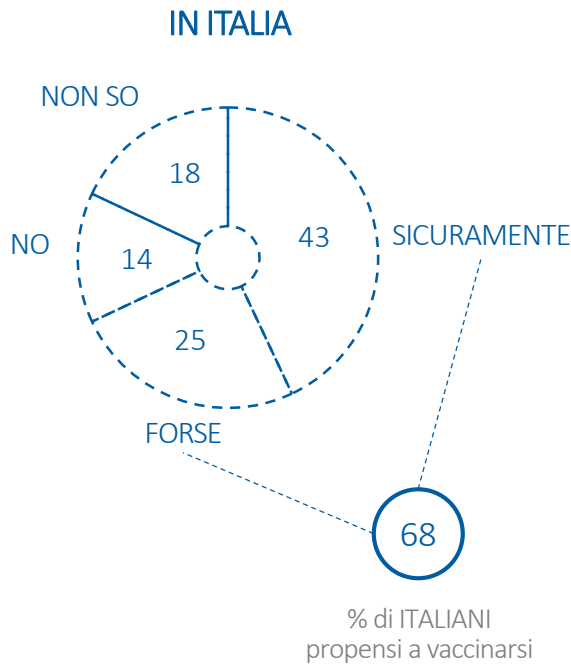 IN ITALIA
NON SO
18
43
SICURAMENTE
NO
14
25
FORSE
68
% di ITALIANI
propensi a vaccinarsi